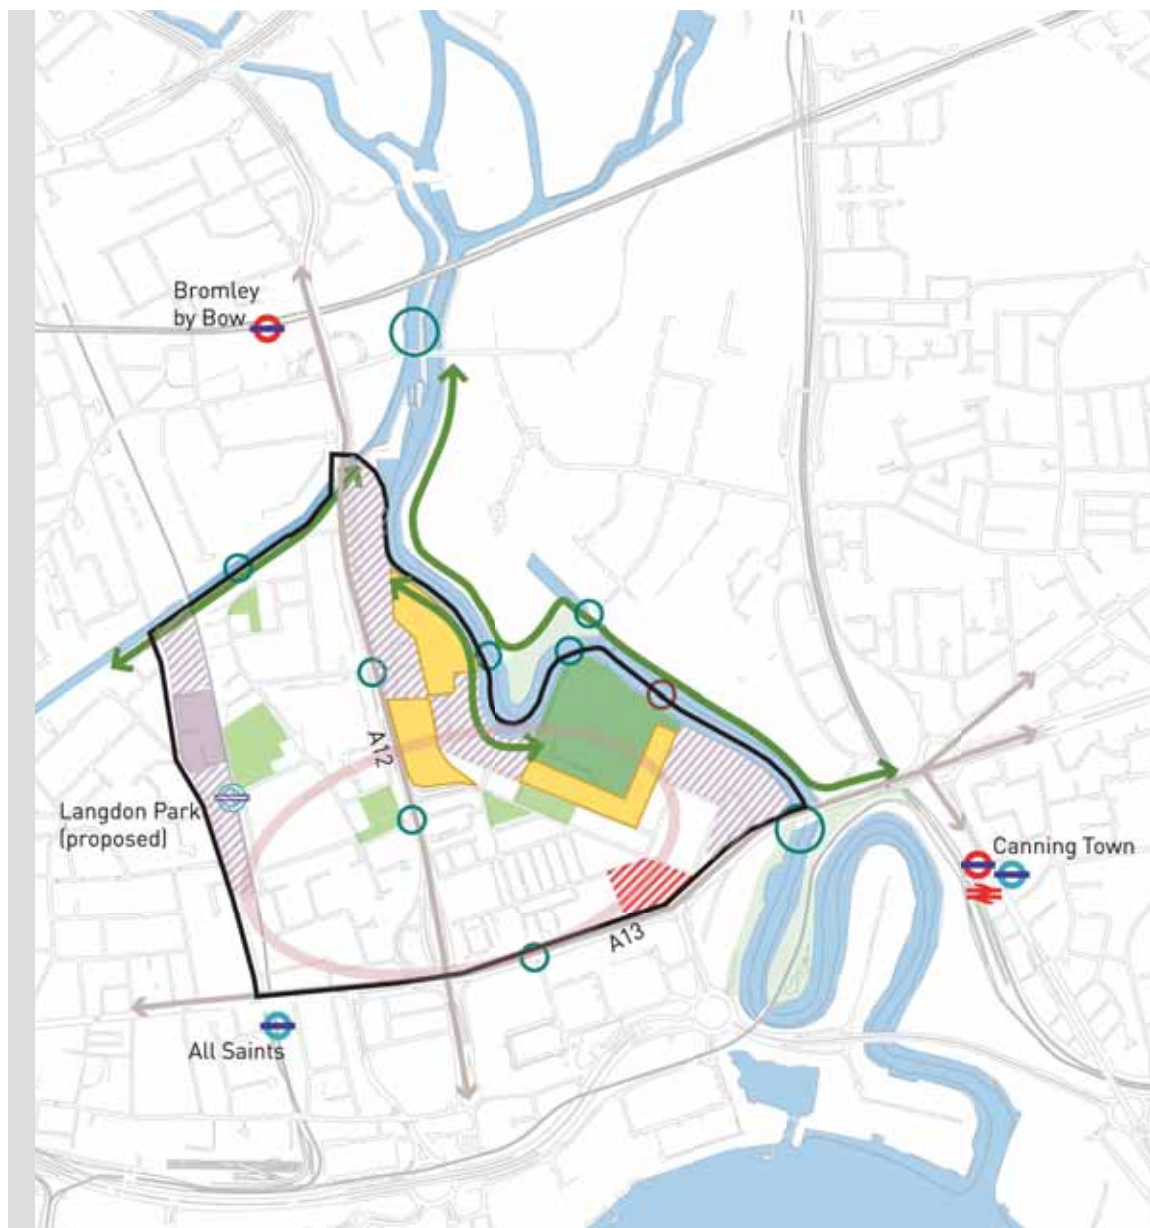 Bromley
by Bow
A12
Langdon Park
(proposed)
Canning Town
A13
All Saints